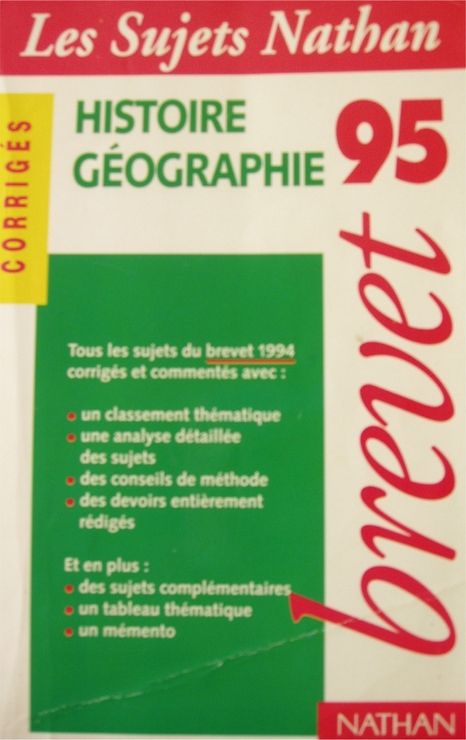 Les Sujets Nathan
CORRIGÉS
HISTOIRE
GÉOGRAPHIE
95
brevet
Tous les sujets du brevet 1994
corrigés et commentés avec :
• un classement thématique
• une analyse détaillée
des sujets
• des conseils de méthode
• des devoirs entièrement
rédigés
Et en plus :
• des sujets complémentaires
• un tableau thématique
• un mémento
NATHAN